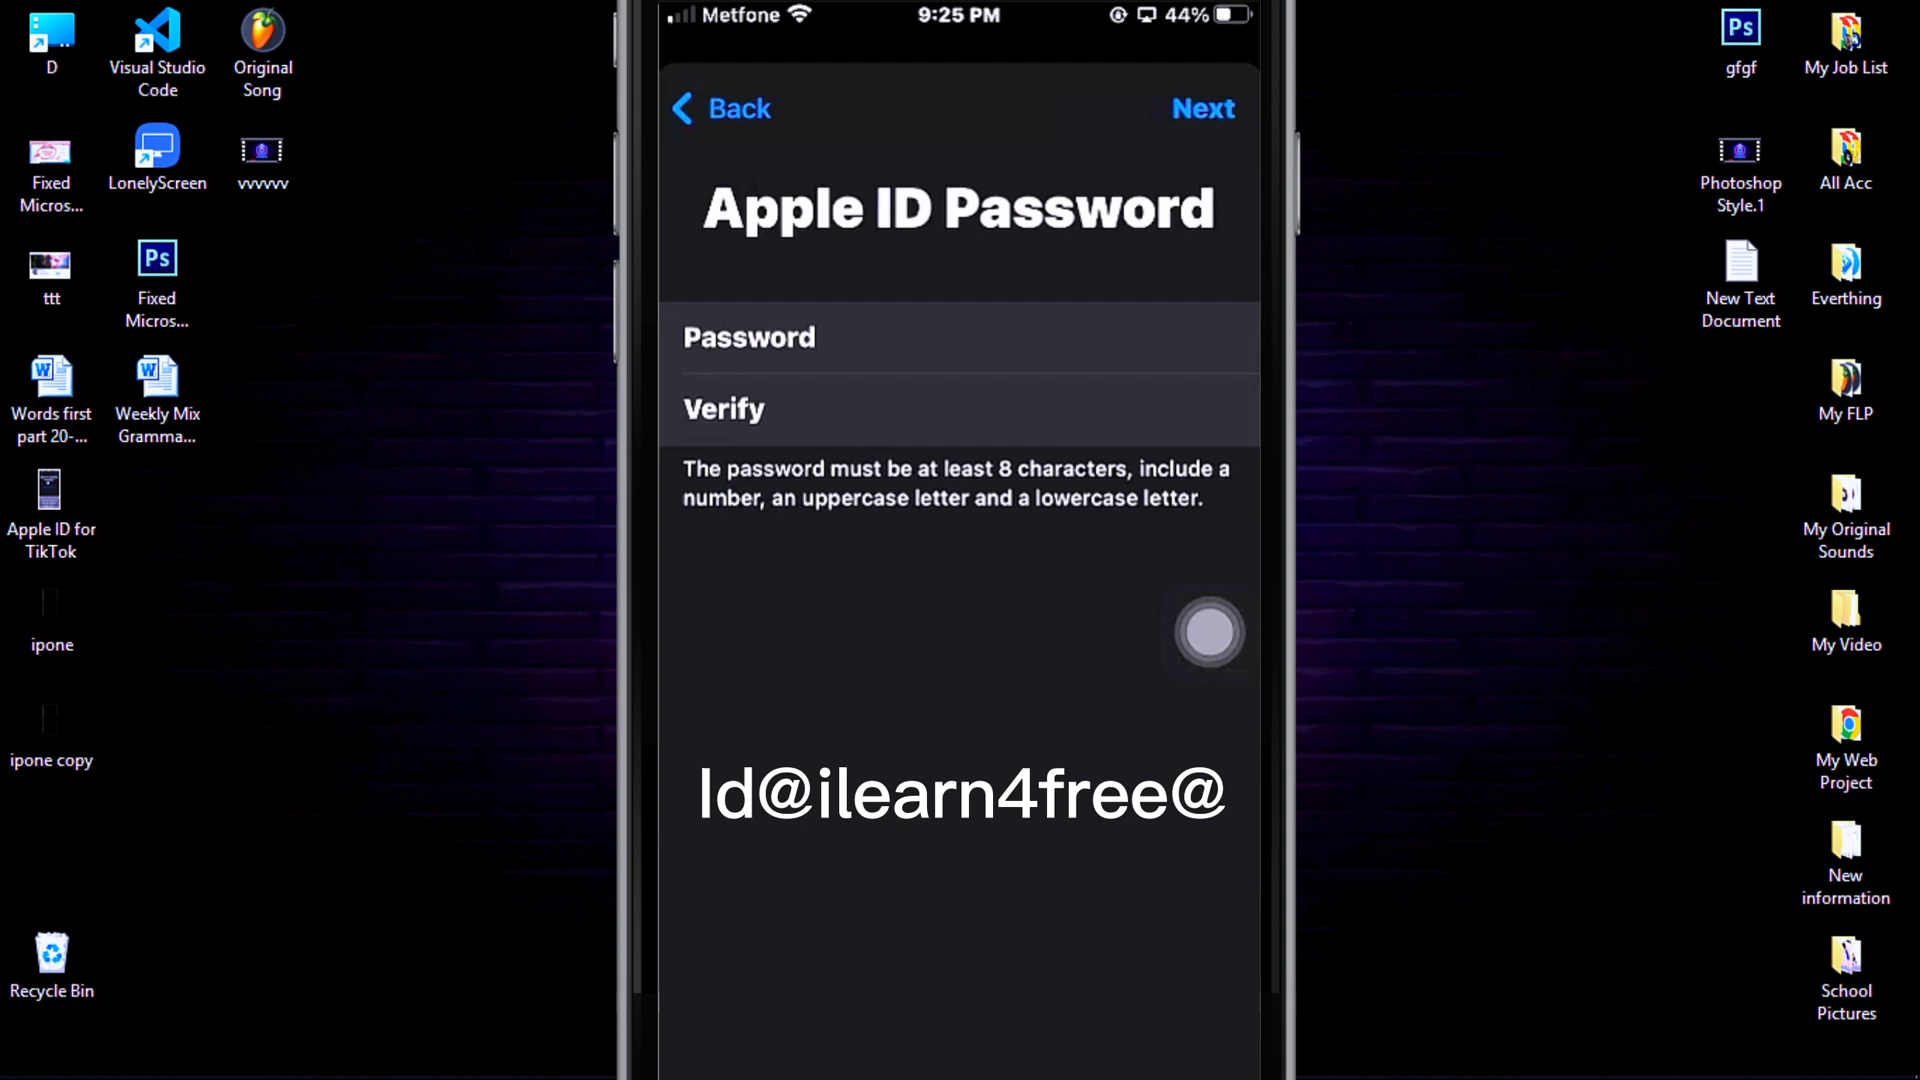 Metfone
9:25 PM
44%
Back
Next
Apple ID Password
Password
Verify
The password must be at least 8 characters, include a
number, an uppercase letter and a lowercase letter.
Id@ilearn4free@
D
Visual Studio
Code
Original
Song
Fixed
Micros...
LonelyScreen
vvvvvv
ttt
Ps
Fixed
Micros...
Words first
part 20-...
Weekly Mix
Gramma...
Apple ID for
TikTok
ipone
ipone copy
Recycle Bin
Ps
gfgf
My Job List
Photoshop
Style.1
All Acc
New Text
Document
Everthing
My FLP
My Original
Sounds
My Video
My Web
Project
New
information
School
Pictures